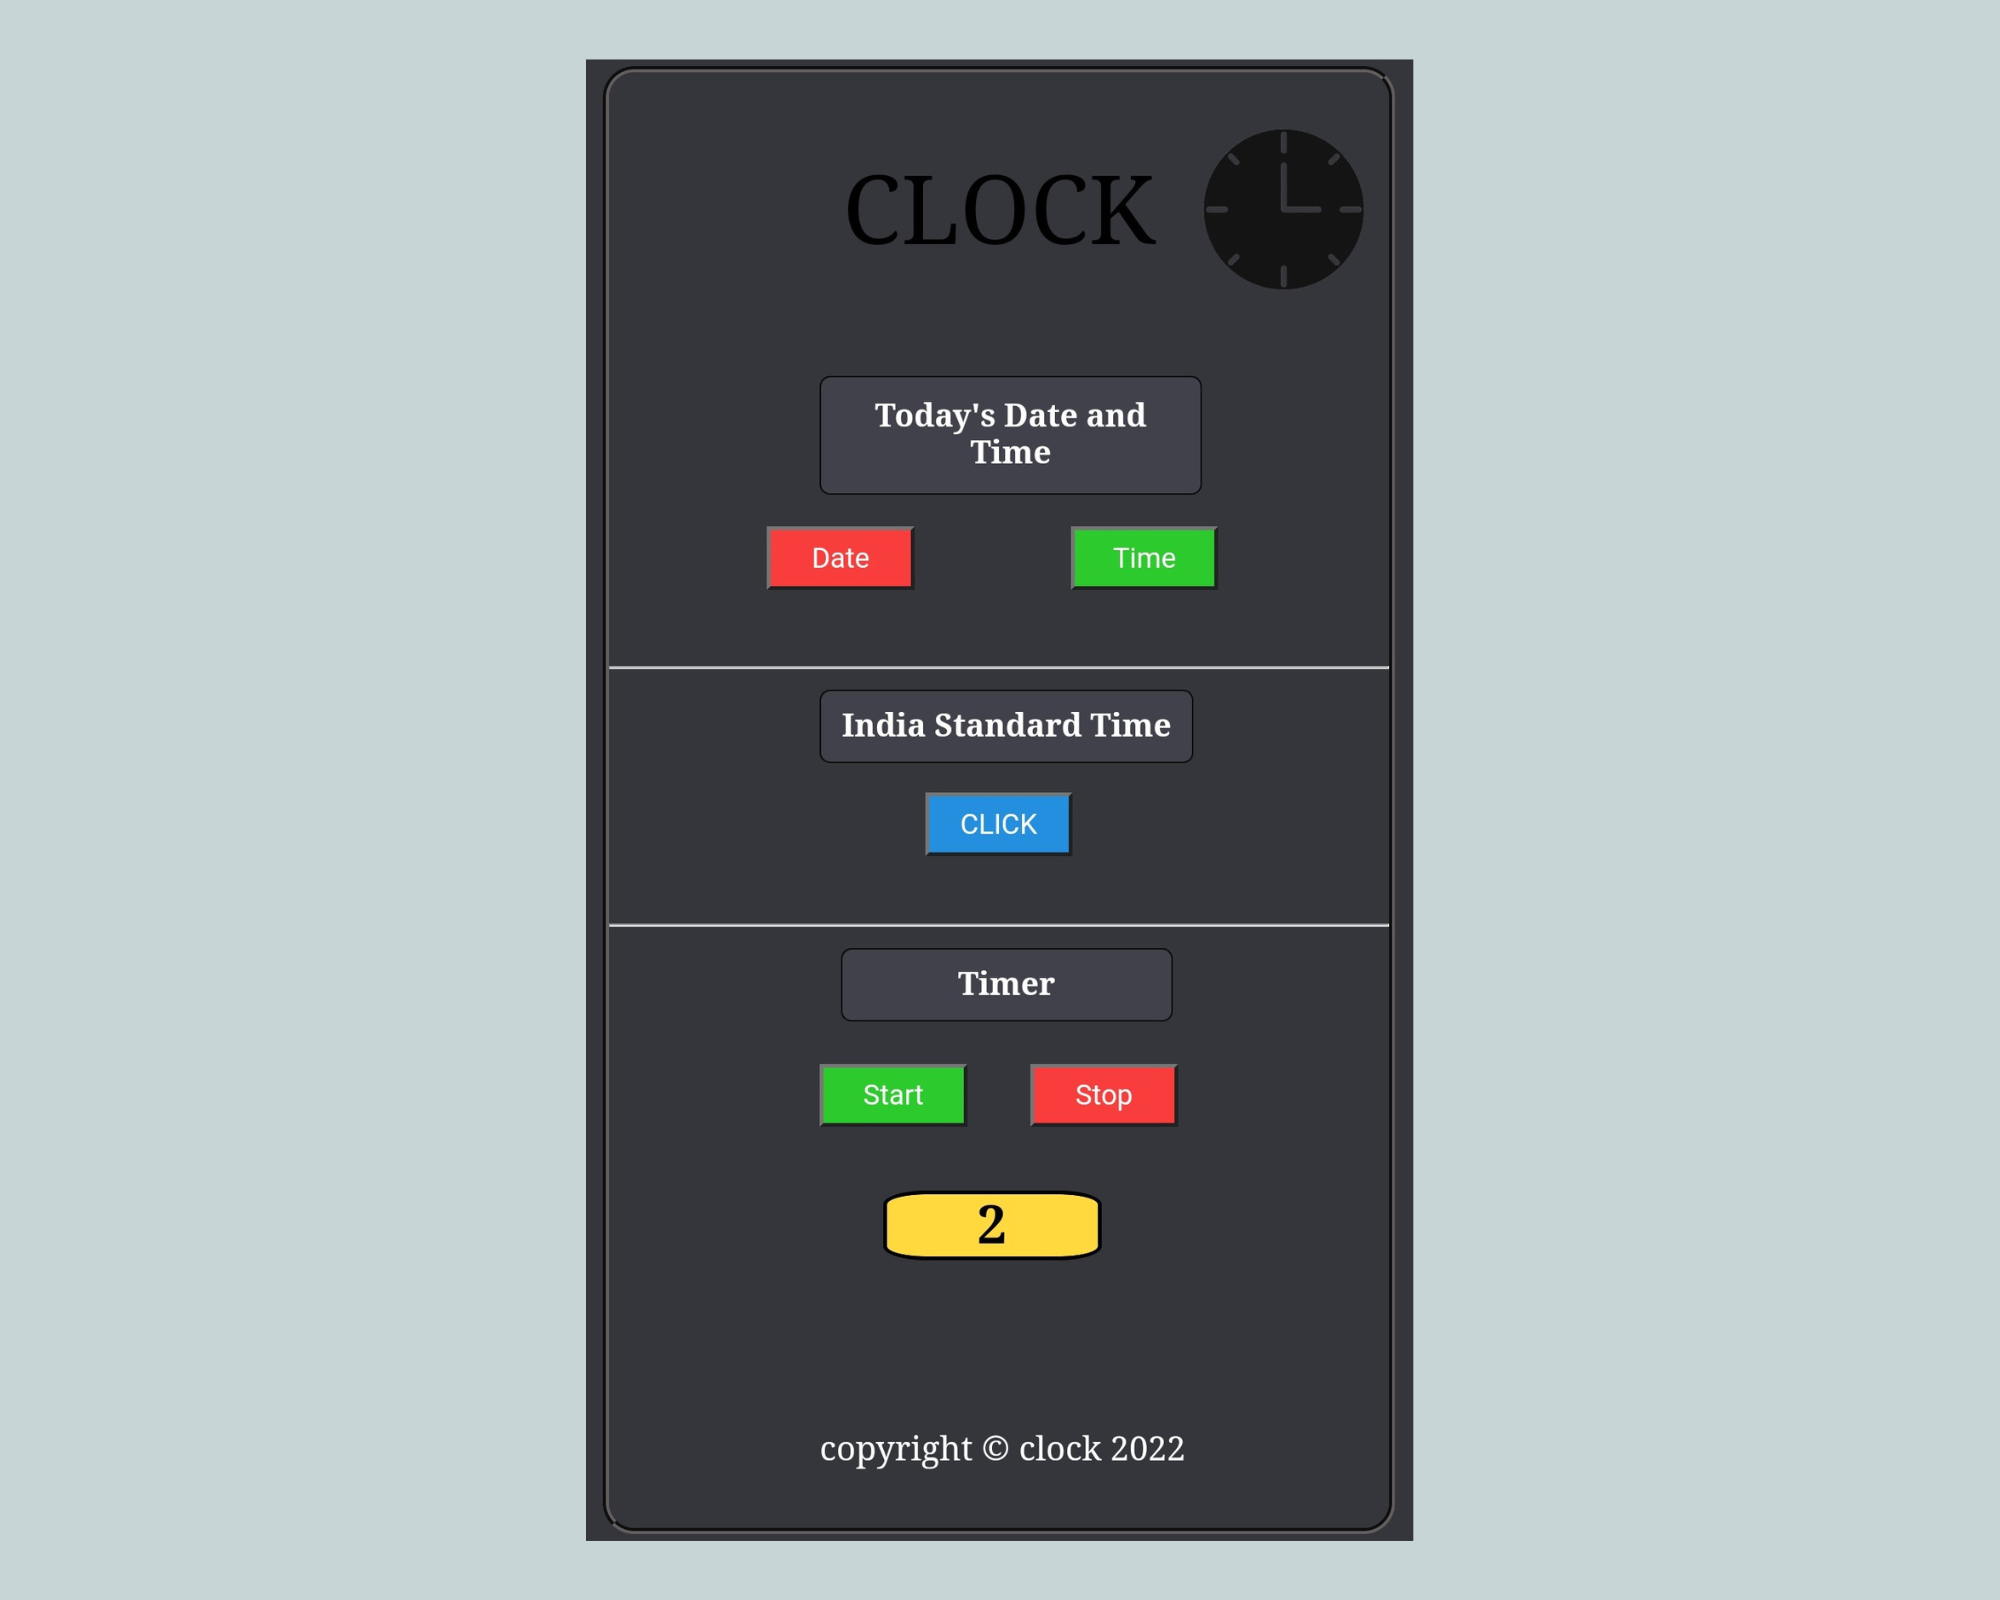 CLOCK
Today's Date and
Time
Date
Time
India Standard Time
CLICK
Timer
Start
Stop
2
copyright © clock 2022